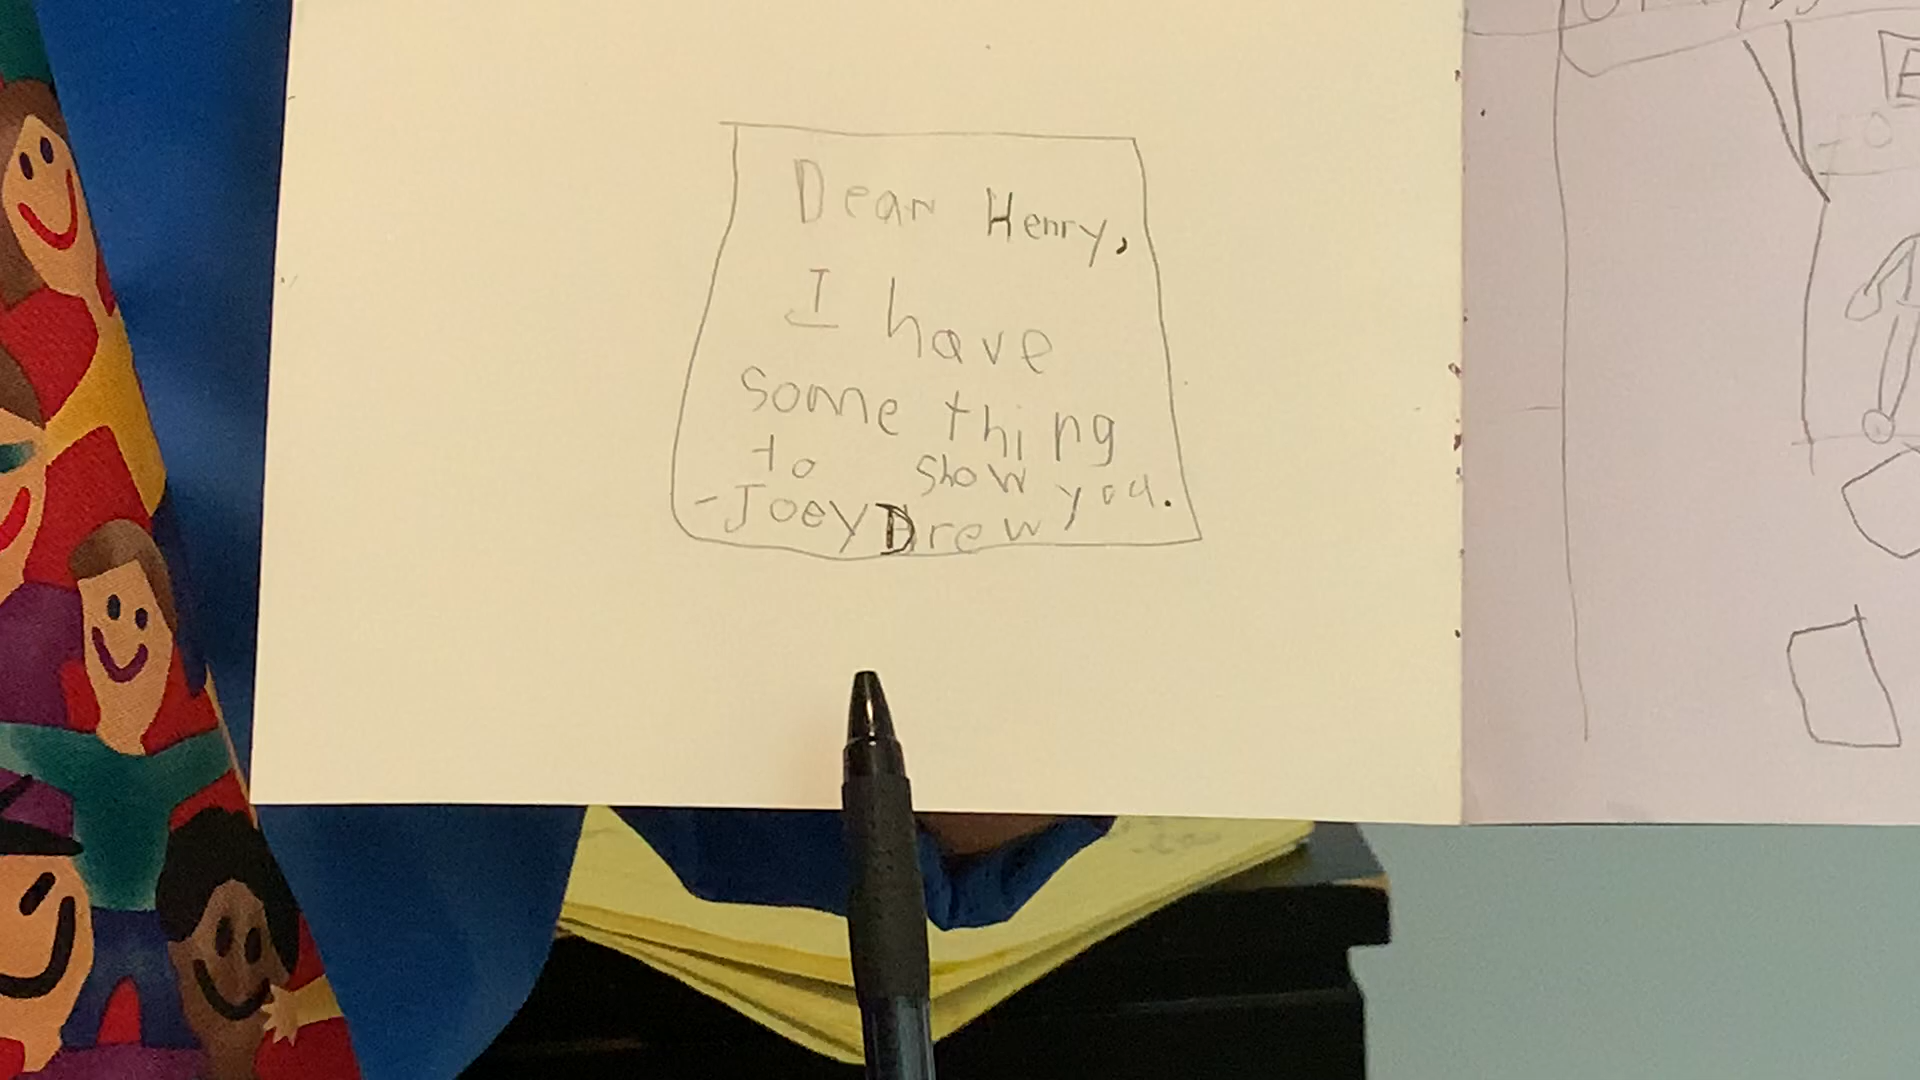 Dear Henry,
I have
some thing
to show you.
-Joey Drew
E